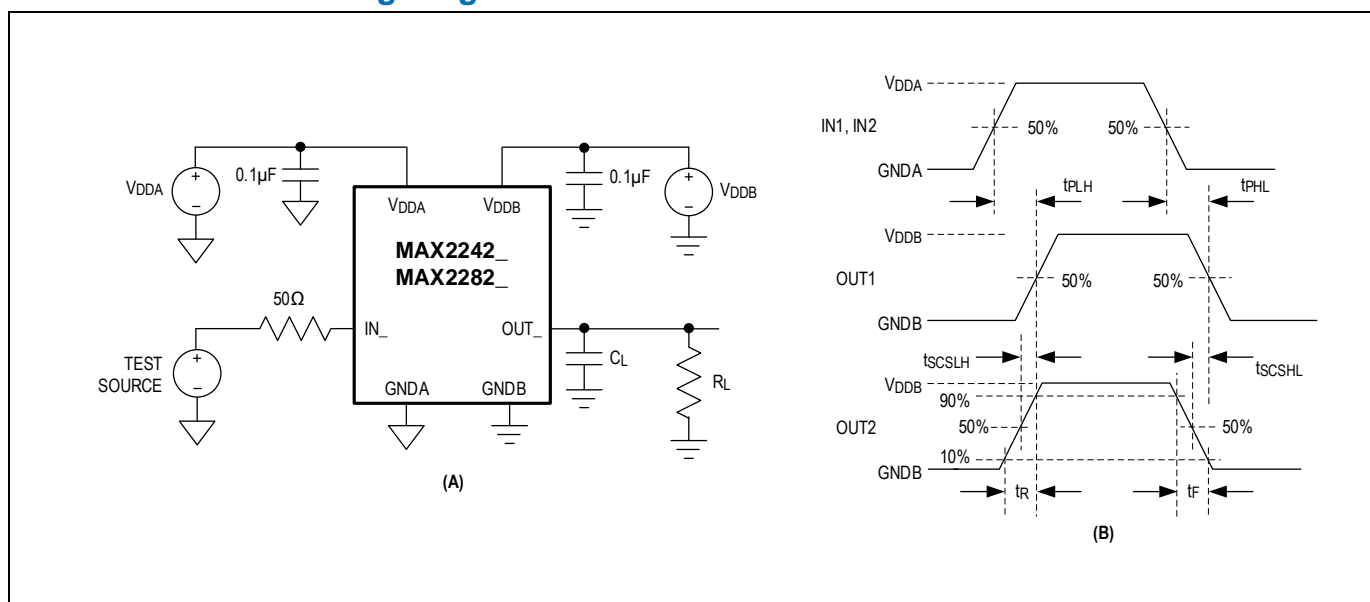 VDDA
+
−
0.1µF
VDDA
VDDB
0.1µF
+
−
VDDB
MAX2242_
MAX2282_
50Ω
IN_
OUT_
TEST
SOURCE
+
−
GNDA
GNDB
CL
RL
(A)
VDDA
IN1, IN2
50%
50%
GNDA
tPLH
tPHL
VDDB
OUT1
50%
50%
GNDB
tSCSLH
tSCSHL
VDDB
90%
OUT2
50%
50%
10%
GNDB
tR
tF
(B)